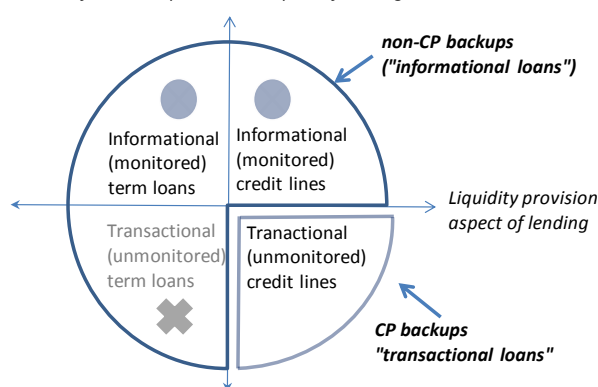 non-CP backups
("informational loans")
Informational
(monitored)
term loans
Informational
(monitored)
credit lines
Liquidity provision
aspect of lending
Transactional
(unmonitored)
term loans
Tranactional
(unmonitored)
credit lines
CP backups
"transactional loans"